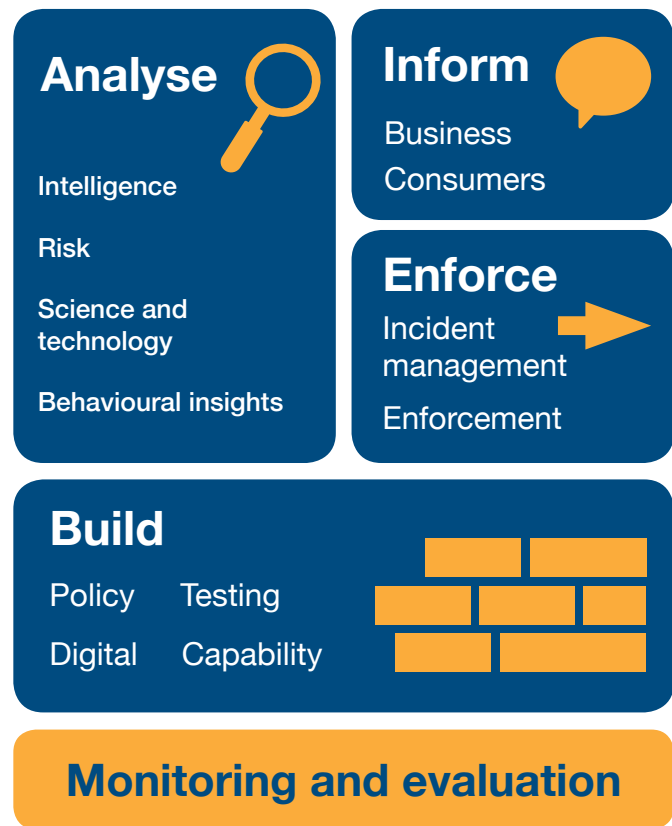 Analyse
Intelligence
Risk
Science and
technology
Behavioural insights
Inform
Business
Consumers
Enforce
Incident
management
Enforcement
Build
Policy Testing
Digital Capability
Monitoring and evaluation